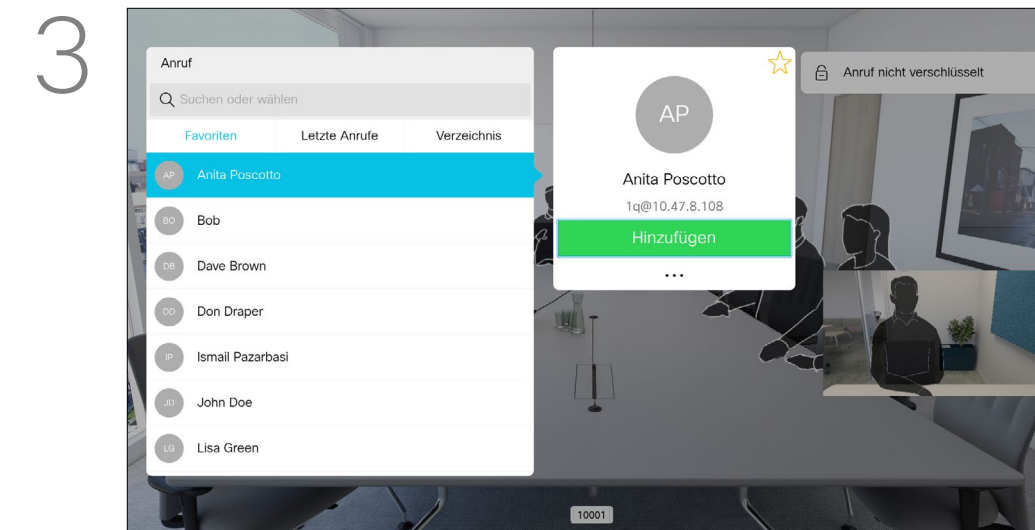 3
Anruf
Suchen oder wählen
Favoriten Letzte Anrufe Verzeichnis
AP Anita Poscotto
BO Bob
DB Dave Brown
DD Don Draper
IP Ismail Pazarbasi
JD John Doe
LG Lisa Green
AP
Anita Poscotto
1q@10.47.8.108
Hinzufügen
...
Anruf nicht verschlüsselt
10001